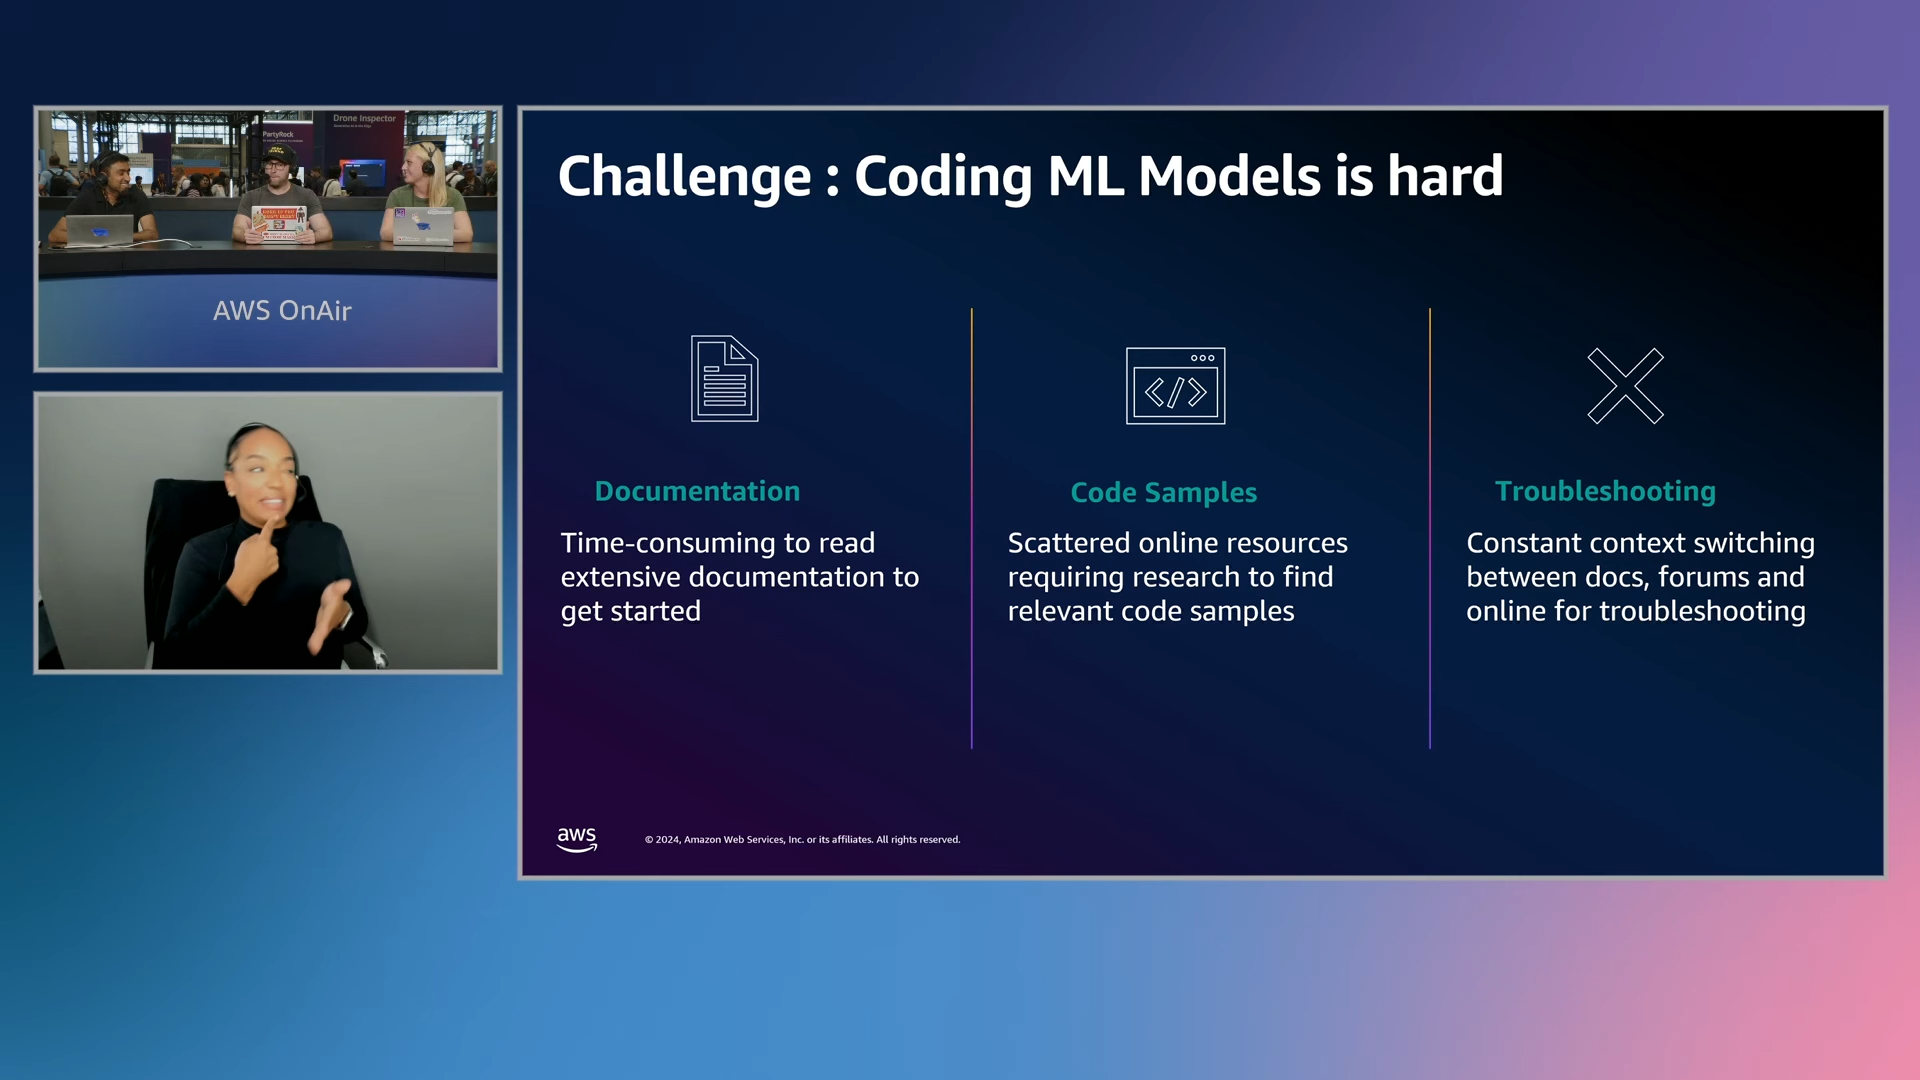 Drone Inspector
PartyRock
AWS OnAir
Challenge : Coding ML Models is hard
Documentation
Time-consuming to read
extensive documentation to
get started
Code Samples
Scattered online resources
requiring research to find
relevant code samples
Troubleshooting
Constant context switching
between docs, forums and
online for troubleshooting
aws
© 2024, Amazon Web Services, Inc. or its affiliates. All rights reserved.